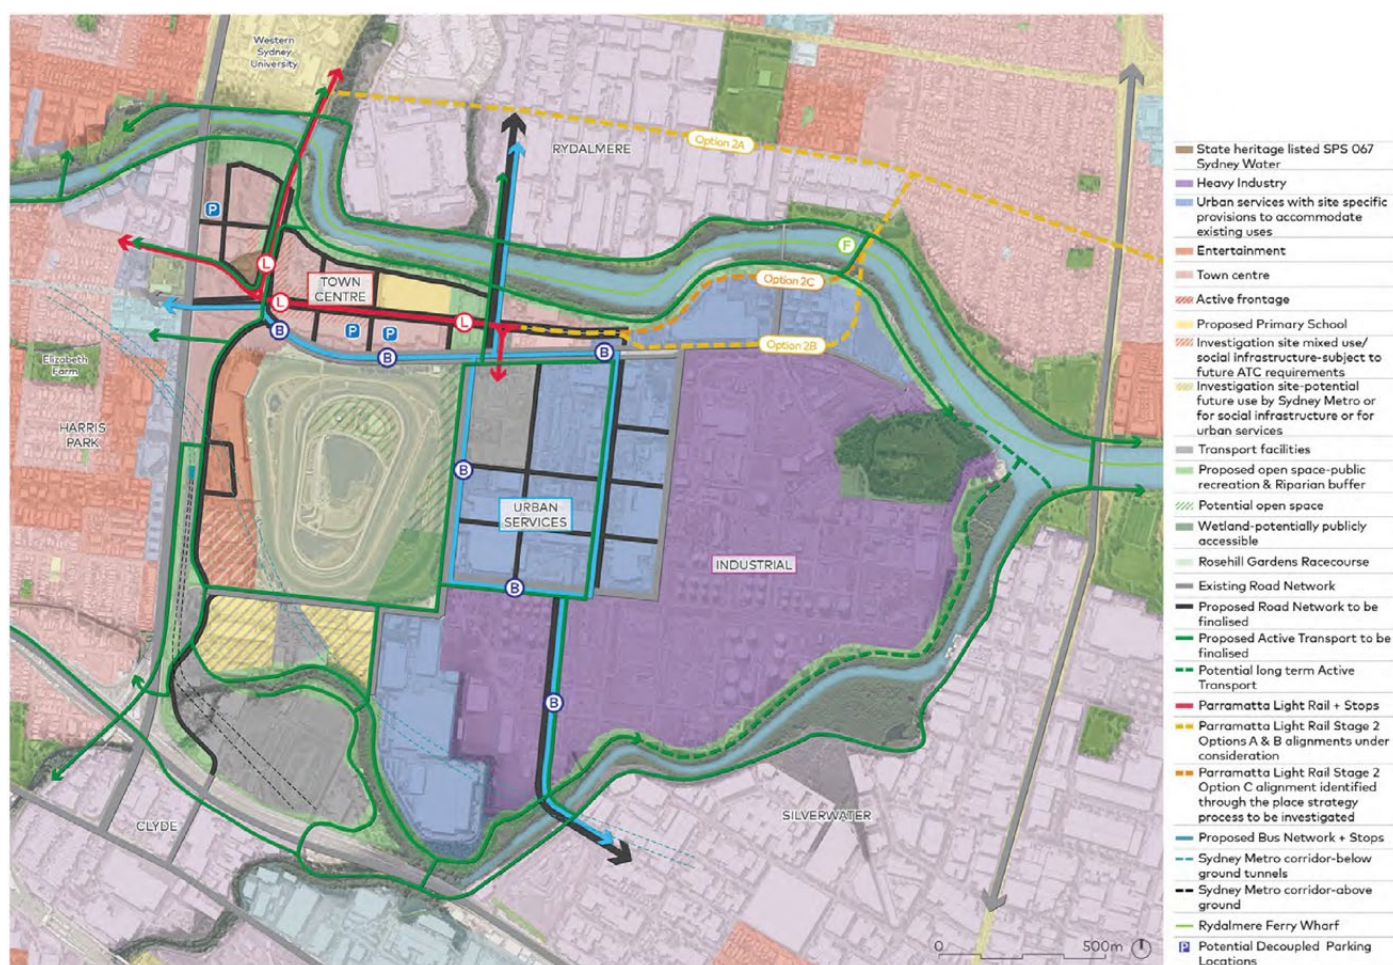 Western
Sydney
University
RYDALMERE
Option 2A
P
F
L
TOWN
CENTRE
Option 2C
L
L
B
P
P
B
B
Option 2B
Elizabeth
Farm
HARRIS
PARK
B
URBAN
SERVICES
INDUSTRIAL
B
B
CLYDE
SILVERWATER
0
500m
State heritage listed SPS 067
Sydney Water
Heavy Industry
Urban services with site specific
provisions to accommodate
existing uses
Entertainment
Town centre
Active frontage
Proposed Primary School
Investigation site mixed use/
social infrastructure-subject to
future ATC requirements
Investigation site-potential
future use by Sydney Metro or
for social infrastructure or for
urban services
Transport facilities
Proposed open space-public
recreation & Riparian buffer
Potential open space
Wetland-potentially publicly
accessible
Rosehill Gardens Racecourse
Existing Road Network
Proposed Road Network to be
finalised
Proposed Active Transport to be
finalised
Potential long term Active
Transport
Parramatta Light Rail + Stops
Parramatta Light Rail Stage 2
Options A & B alignments under
consideration
Parramatta Light Rail Stage 2
Option C alignment identified
through the place strategy
process to be investigated
Proposed Bus Network + Stops
Sydney Metro corridor-below
ground tunnels
Sydney Metro corridor-above
ground
Rydalmere Ferry Wharf
P Potential Decoupled Parking
Locations